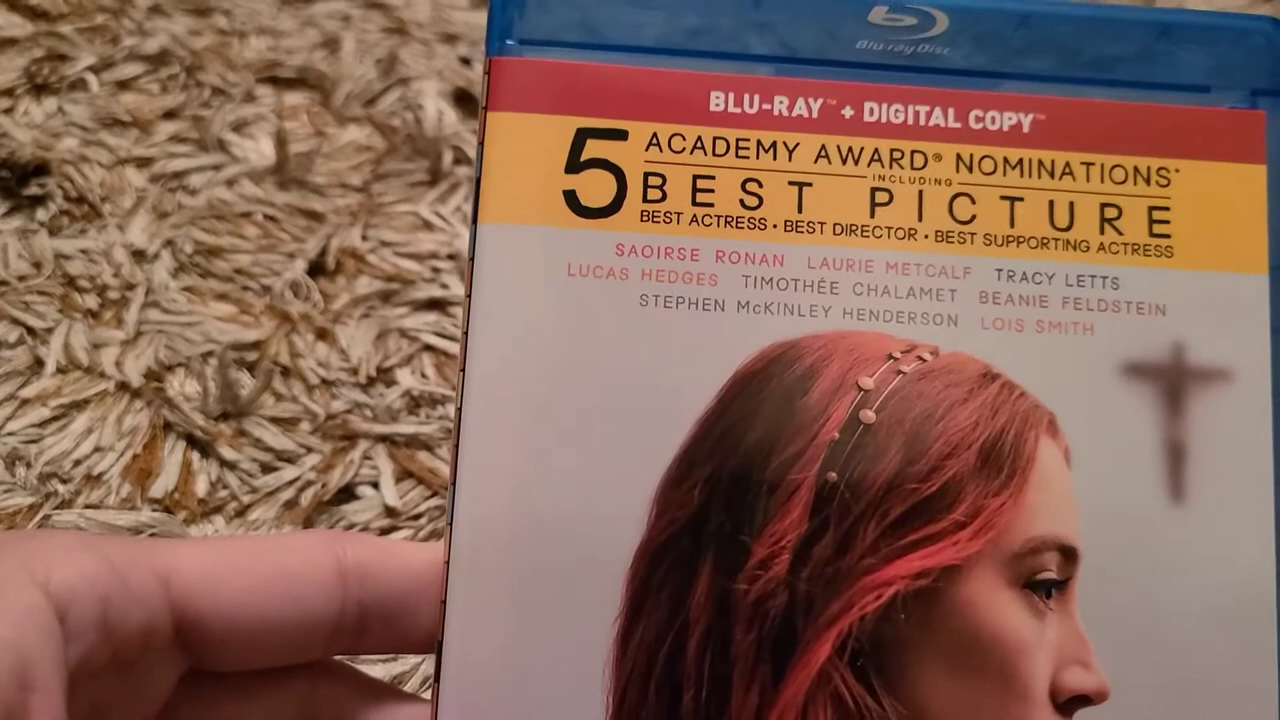 Blu-ray Disc
BLU-RAY™ + DIGITAL COPY™
5 ACADEMY AWARD® NOMINATIONS*
INCLUDING
BEST PICTURE
BEST ACTRESS • BEST DIRECTOR • BEST SUPPORTING ACTRESS
SAOIRSE RONAN LAURIE METCALF TRACY LETTS
LUCAS HEDGES TIMOTHÉE CHALAMET BEANIE FELDSTEIN
STEPHEN McKINLEY HENDERSON LOIS SMITH